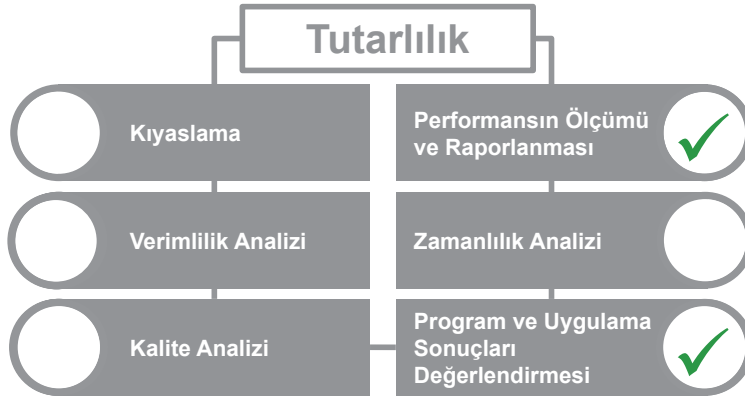 Tutarlılık
Kıyaslama
Performansın Ölçümü
ve Raporlanması
Verimlilik Analizi
Zamanlılık Analizi
Kalite Analizi
Program ve Uygulama
Sonuçları
Değerlendirmesi